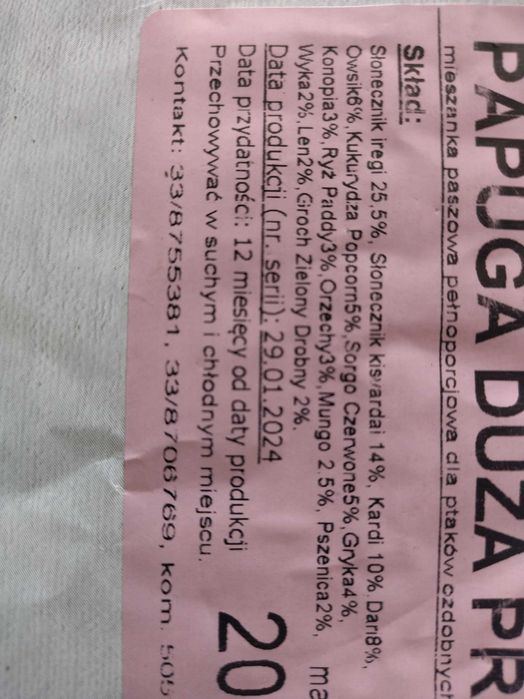 PAPUGA DUŻA PR
mieszanka paszowa pełnoporcjowa dla ptaków ozdobnych
Skład:
Słonecznik iregi 25,5%, Słonecznik kiswardai 14%, Kardi 10%,Dari8%,
Owsik6%,Kukurydza Popcorn5%,Sorgo Czerwone5%,Gryka4%,
Konopia3%,Ryż Paddy3%,Orzechy3%,Mungo 2.5%, Pszenica2%,
Wyka2%,Len2%,Groch Zielony Drobny 2%.
Data produkcji (nr. serii): 29.01.2024
Data przydatności: 12 miesięcy od daty produkcji
Przechowywać w suchym i chłodnym miejscu.
Kontakt: 33/8755381, 33/8706769, kom. 505
ma
20